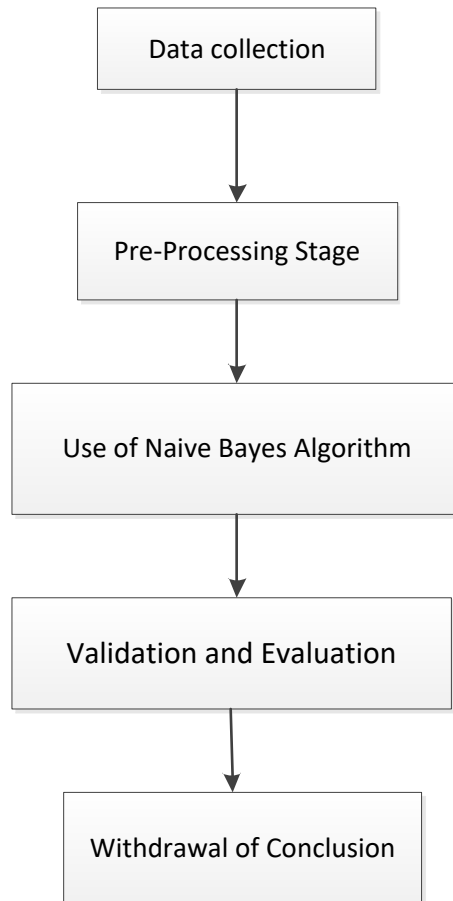 Data collection
Pre-Processing Stage
Use of Naive Bayes Algorithm
Validation and Evaluation
Withdrawal of Conclusion